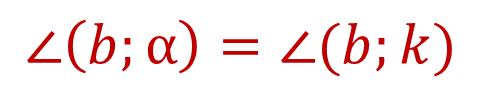 ∠(b; α) = ∠(b; k)